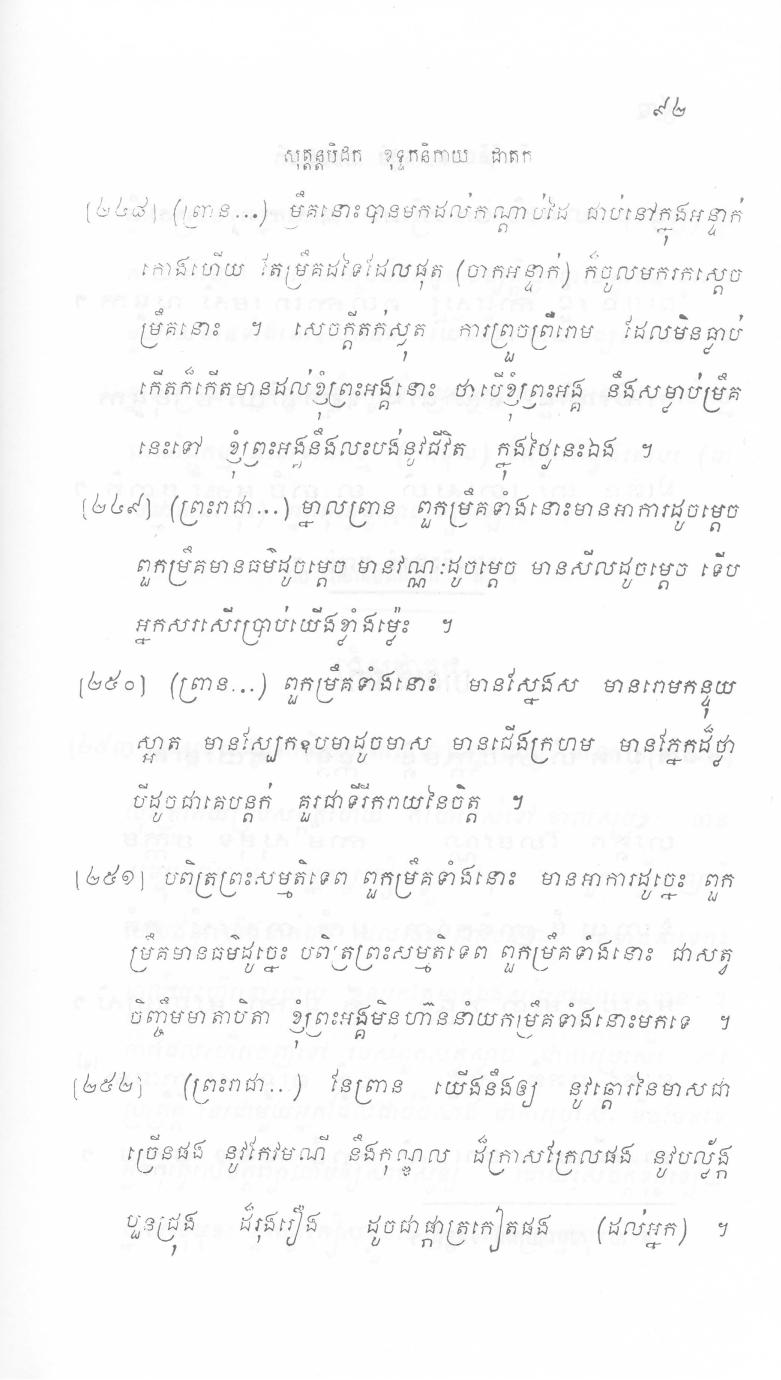 ៩២
សុត្តន្តបិដក ខុទ្ទកនិកាយ ជាតក
[២៤៨] (ព្រាន...) ម្រឹគនោះបានមកដល់កណ្តាប់ដៃ ជាប់នៅក្នុងអន្ទាក់
កោងហើយ តែម្រឹគដទៃដែលផុត (ចាកអន្ទាក់) ក៏ចូលមករកស្តេច
ម្រឹគនោះ ។ សេចក្តីតក់ស្លុត ការព្រួចព្រឺរោម ដែលមិនធ្លាប់
កើតក៏កើតមានដល់ខ្ញុំព្រះអង្គនោះ ថាបើខ្ញុំព្រះអង្គ នឹងសម្លាប់ម្រឹគ
នេះទៅ ខ្ញុំព្រះអង្គនឹងលះបង់នូវជីវិត ក្នុងថ្ងៃនេះឯង ។
[២៤៩] (ព្រះរាជា...) ម្នាលព្រាន ពួកម្រឹគទាំងនោះមានអាការដូចម្តេច
ពួកម្រឹគមានធម៌ដូចម្តេច មានវណ្ណៈដូចម្តេច មានសីលដូចម្តេច ទើប
អ្នកសរសើរប្រាប់យើងខ្លាំងម្ល៉េះ ។
[២៥០] (ព្រាន...) ពួកម្រឹគទាំងនោះ មានស្នែងស មានរោមកន្ទុយ
ស្អាត មានស្បែកឧបមាដូចមាស មានជើងក្រហម មានភ្នែកដ៏ថ្លា
បីដូចជាគេបន្តក់ គួរជាទីរីករាយនៃចិត្ត ។
[២៥១] បពិត្រព្រះសម្មតិទេព ពួកម្រឹគទាំងនោះ មានអាការដូច្នេះ ពួក
ម្រឹគមានធម៌ដូច្នេះ បពិត្រព្រះសម្មតិទេព ពួកម្រឹគទាំងនោះ ជាសត្វ
ចិញ្ចឹមមាតាបិតា ខ្ញុំព្រះអង្គមិនហ៊ាននាំយកម្រឹគទាំងនោះមកទេ ។
[២៥២] (ព្រះរាជា..) នែព្រាន យើងនឹងឲ្យ នូវឆ្តោរនៃមាសជា
ច្រើនផង នូវកែវមណី នឹងកុណ្ឌល ដ៏ក្រាសក្រែលផង នូវបល្ល័ង្ក
បួនជ្រុង ដ៏រុងរឿង ដូចជាផ្កាត្រកៀតផង (ដល់អ្នក) ។